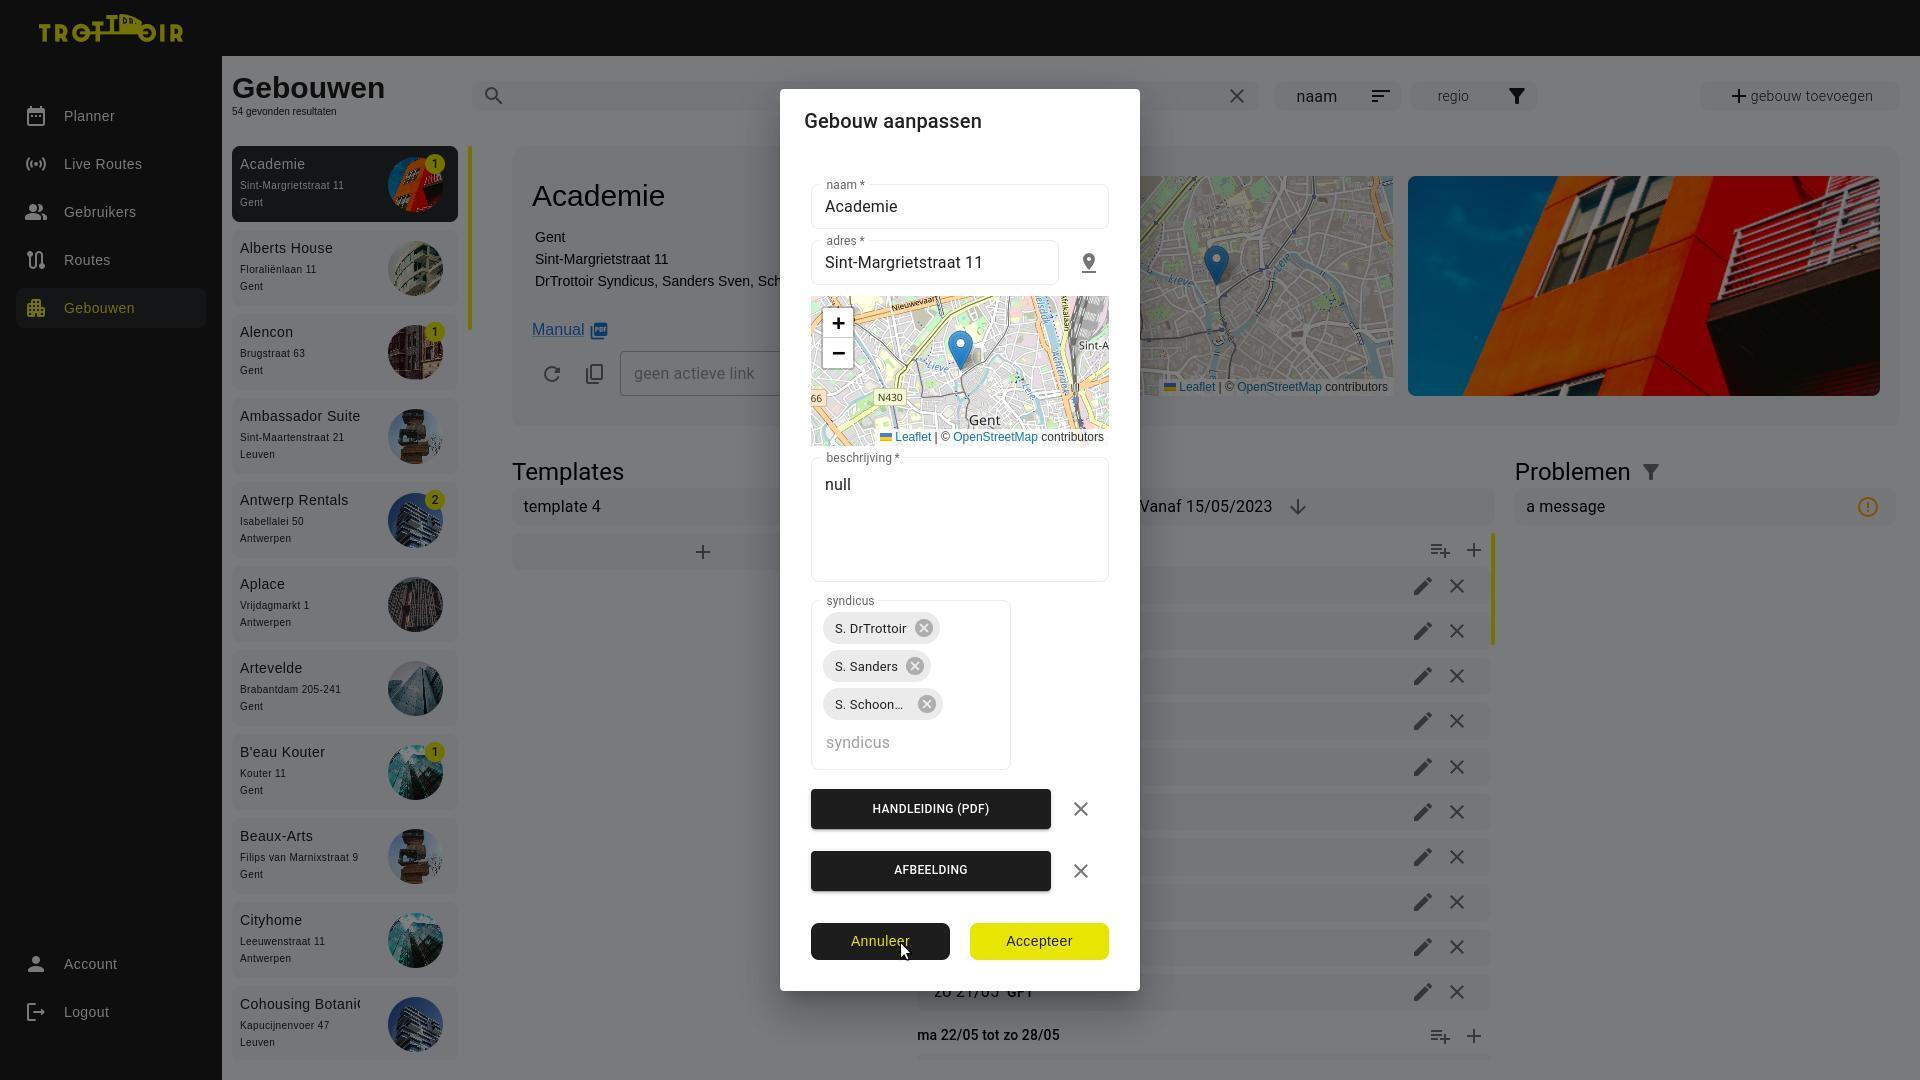 TROTTOIR
DR.
Planner
Live Routes
Gebruikers
Routes
Gebouwen
Account
Logout
Gebouwen
54 gevonden resultaten
naam
regio
gebouw toevoegen
Academie
Sint-Margrietstraat 11
Gent
1
Alberts House
Floraliënlaan 11
Gent
Alencon
Brugstraat 63
Gent
1
Ambassador Suite
Sint-Maartenstraat 21
Leuven
Antwerp Rentals
Isabellalei 50
Antwerpen
2
Aplace
Vrijdagmarkt 1
Antwerpen
Artevelde
Brabantdam 205-241
Gent
B'eau Kouter
Kouter 11
Gent
1
Beaux-Arts
Filips van Marnixstraat 9
Gent
Cityhome
Leeuwenstraat 11
Antwerpen
Cohousing Botani
Kapucijnenvoer 47
Leuven
Academie
Gent
Sint-Margrietstraat 11
DrTrottoir Syndicus, Sanders Sven, Sch
Manual
PDF
geen actieve link
Lieve
Leie
Leaflet | © OpenStreetMap contributors
Templates
template 4
+
Vanaf 15/05/2023
zo 21/05 GFT
ma 22/05 tot zo 28/05
Problemen
a message
Gebouw aanpassen
naam *
Academie
adres *
Sint-Margrietstraat 11
+
−
Nieuwevaart
Afrikalaan
Sint-A
Lieve
N430
66
Gent
Leaflet | © OpenStreetMap contributors
beschrijving *
null
syndicus
S. DrTrottoir
S. Sanders
S. Schoon…
syndicus
HANDLEIDING (PDF)
AFBEELDING
Annuleer
Accepteer